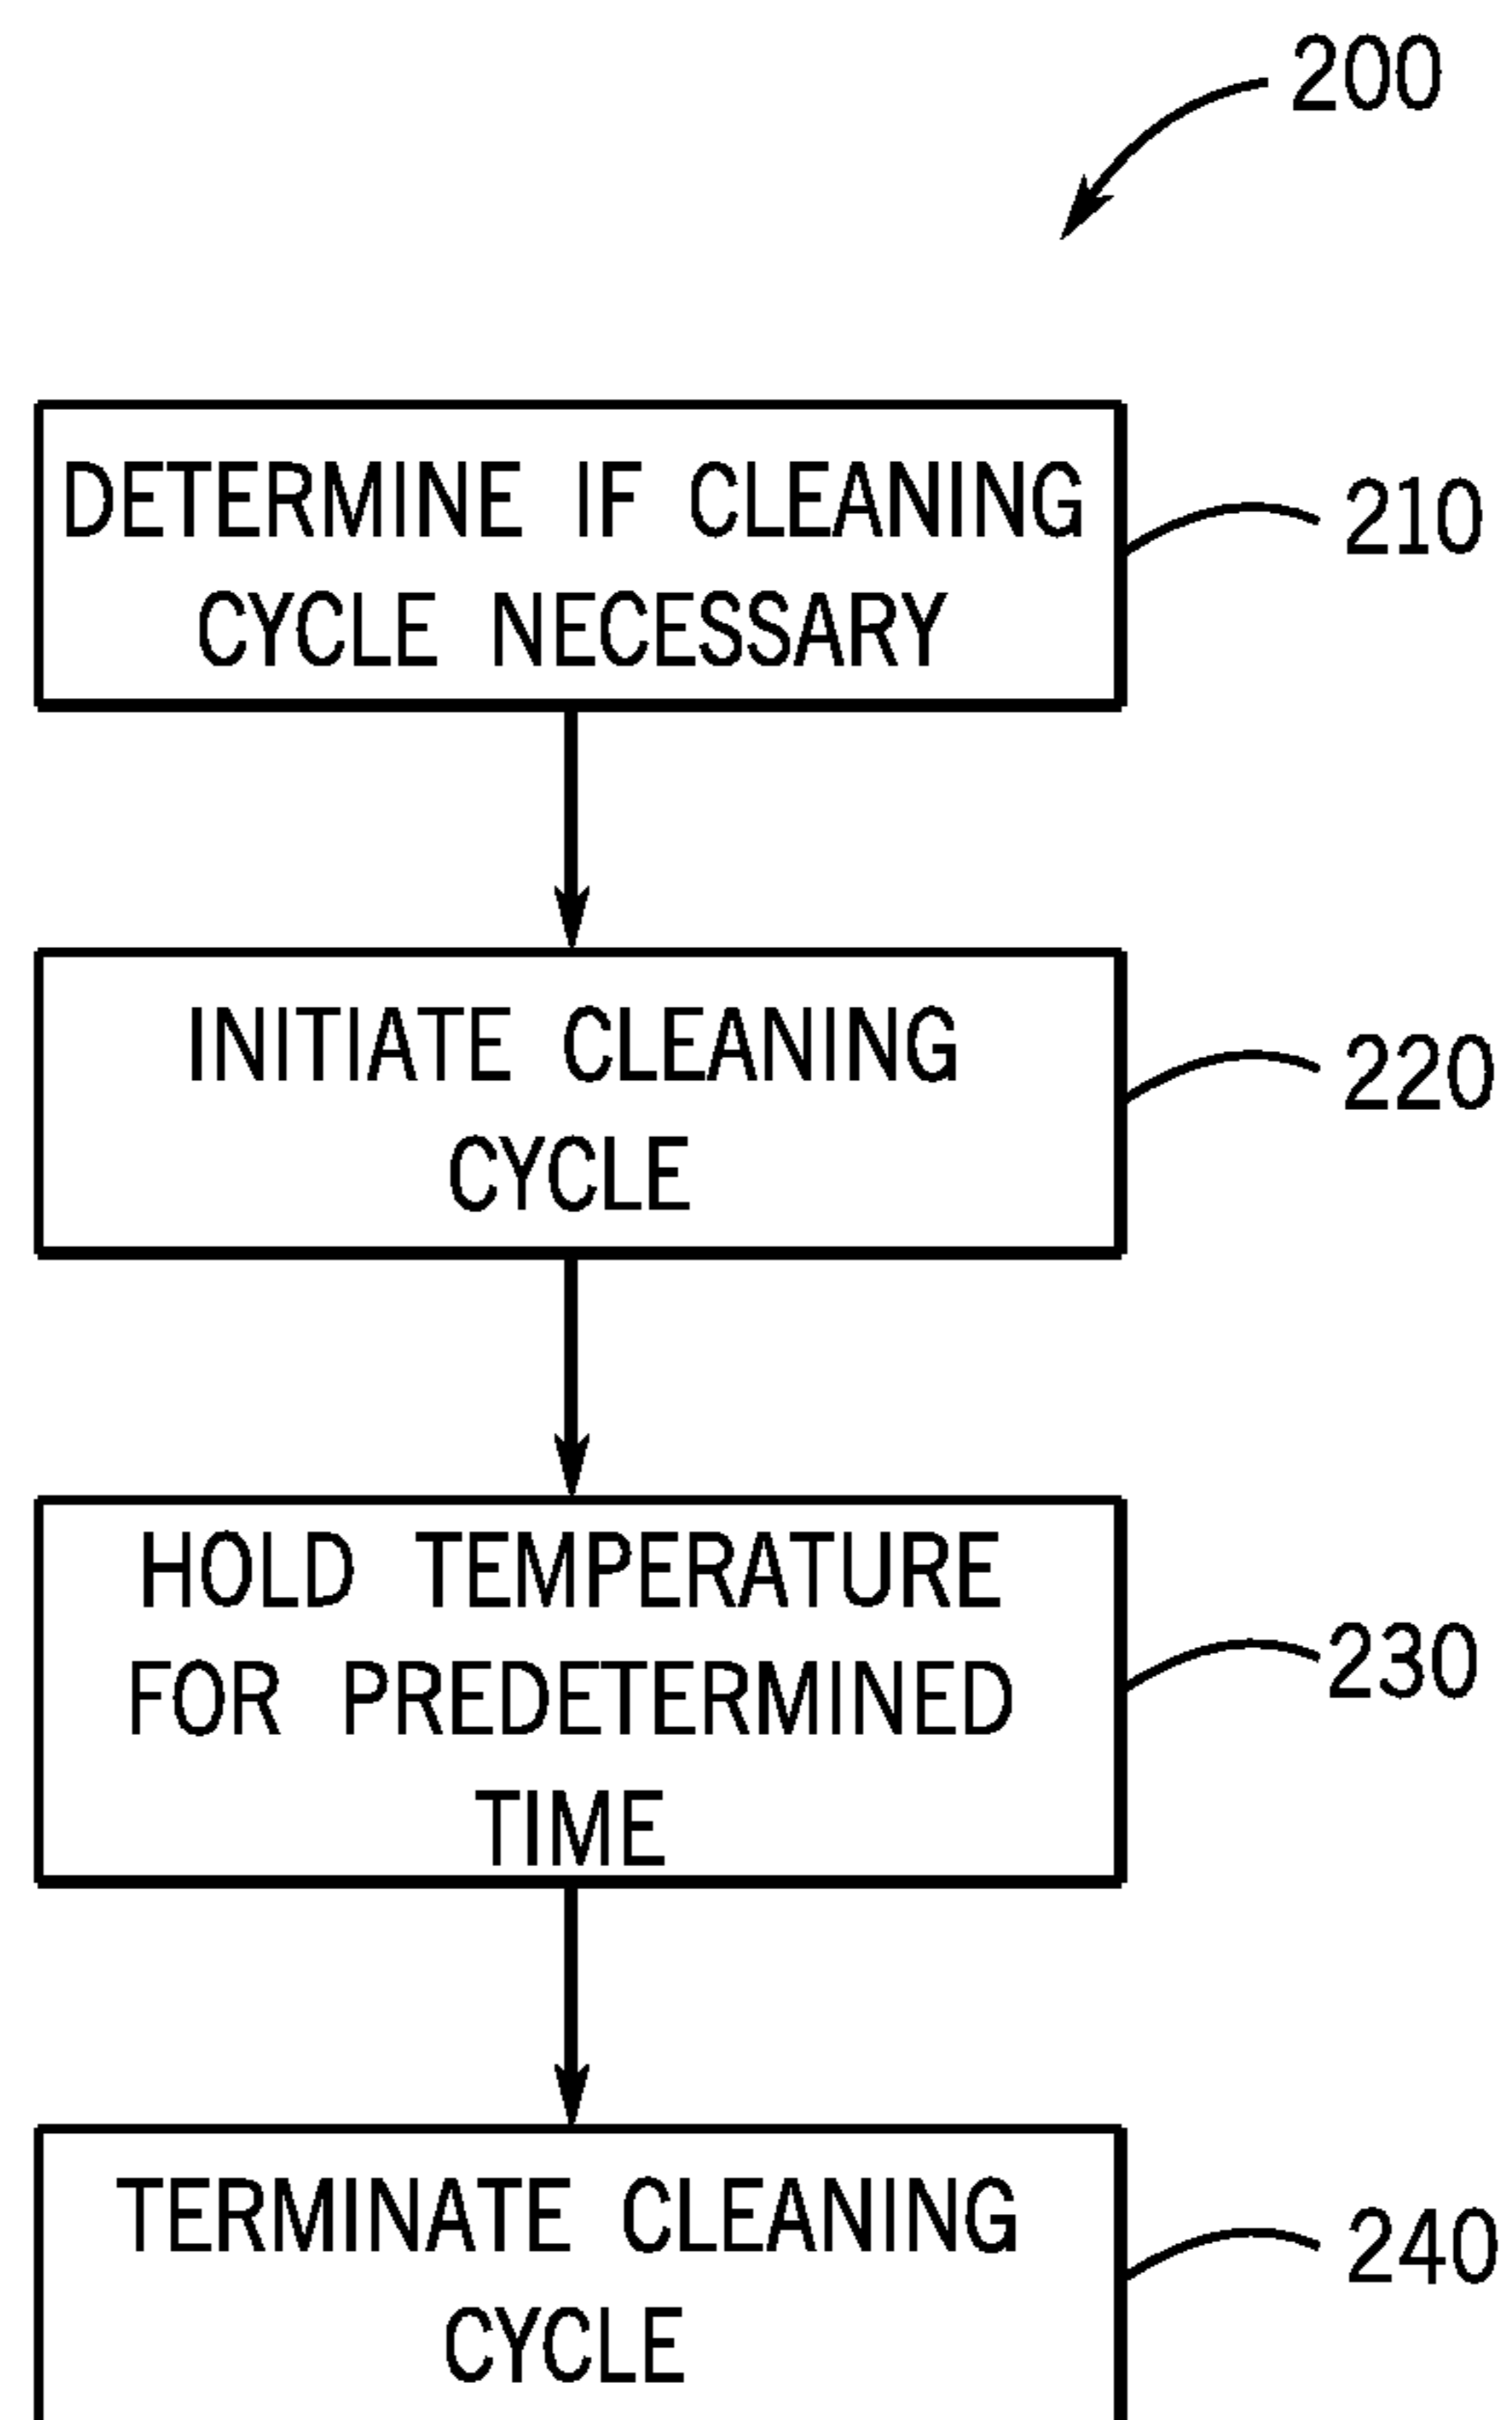 200
DETERMINE IF CLEANING
CYCLE NECESSARY
210
INITIATE CLEANING
CYCLE
220
HOLD TEMPERATURE
FOR PREDETERMINED
TIME
230
TERMINATE CLEANING
CYCLE
240